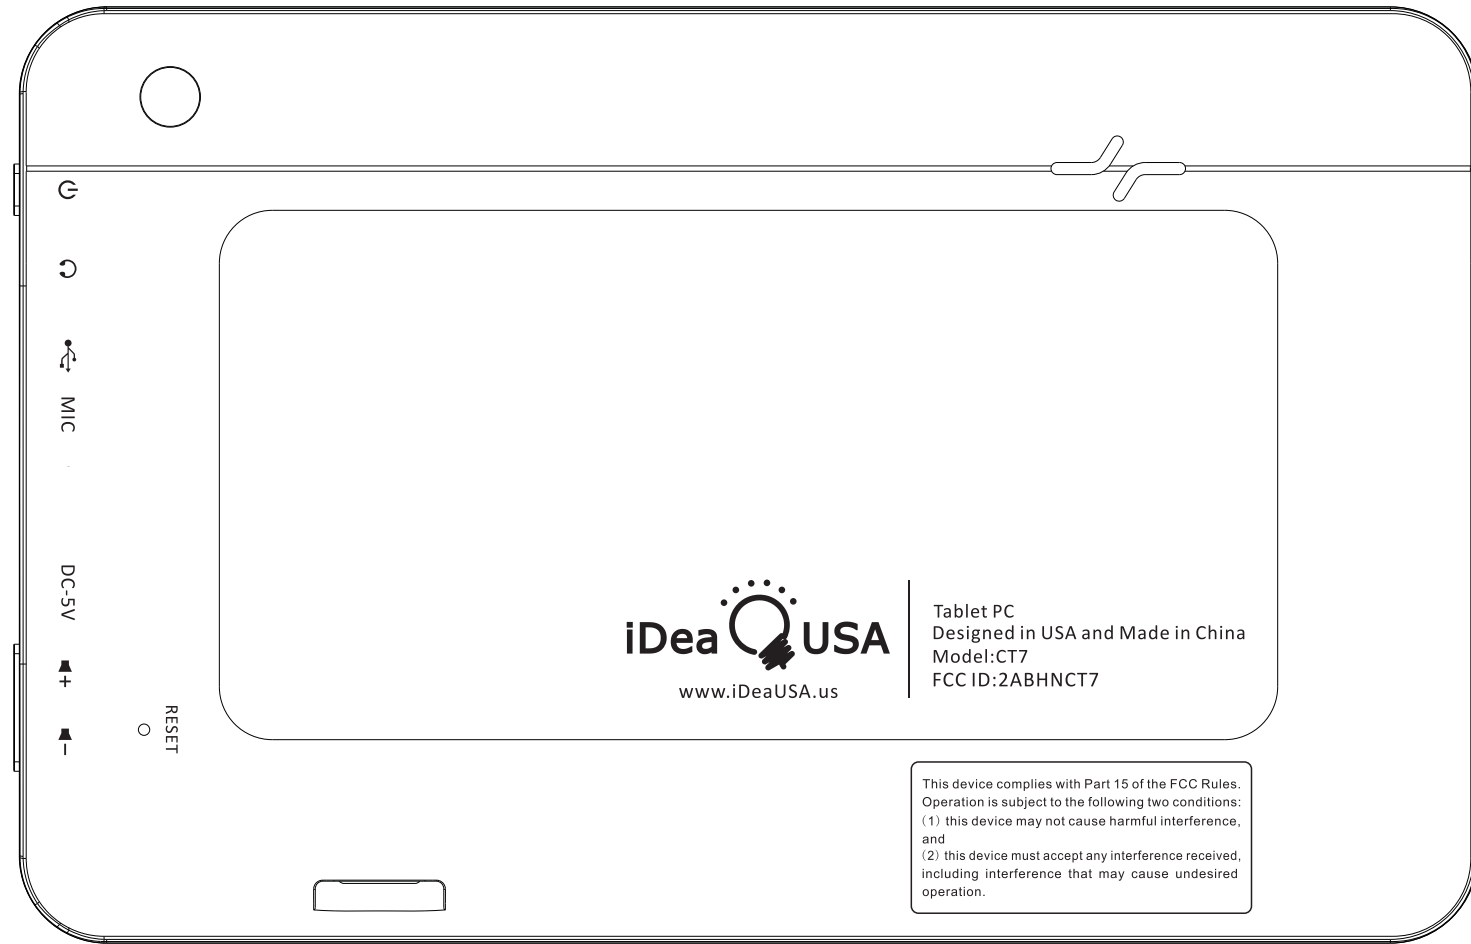 MIC
DC-5V
+
-
RESET
iDea USA
www.iDeaUSA.us
Tablet PC
Designed in USA and Made in China
Model:CT7
FCC ID:2ABHNCT7
This device complies with Part 15 of the FCC Rules.
Operation is subject to the following two conditions:
(1) this device may not cause harmful interference,
and
(2) this device must accept any interference received,
including interference that may cause undesired
operation.